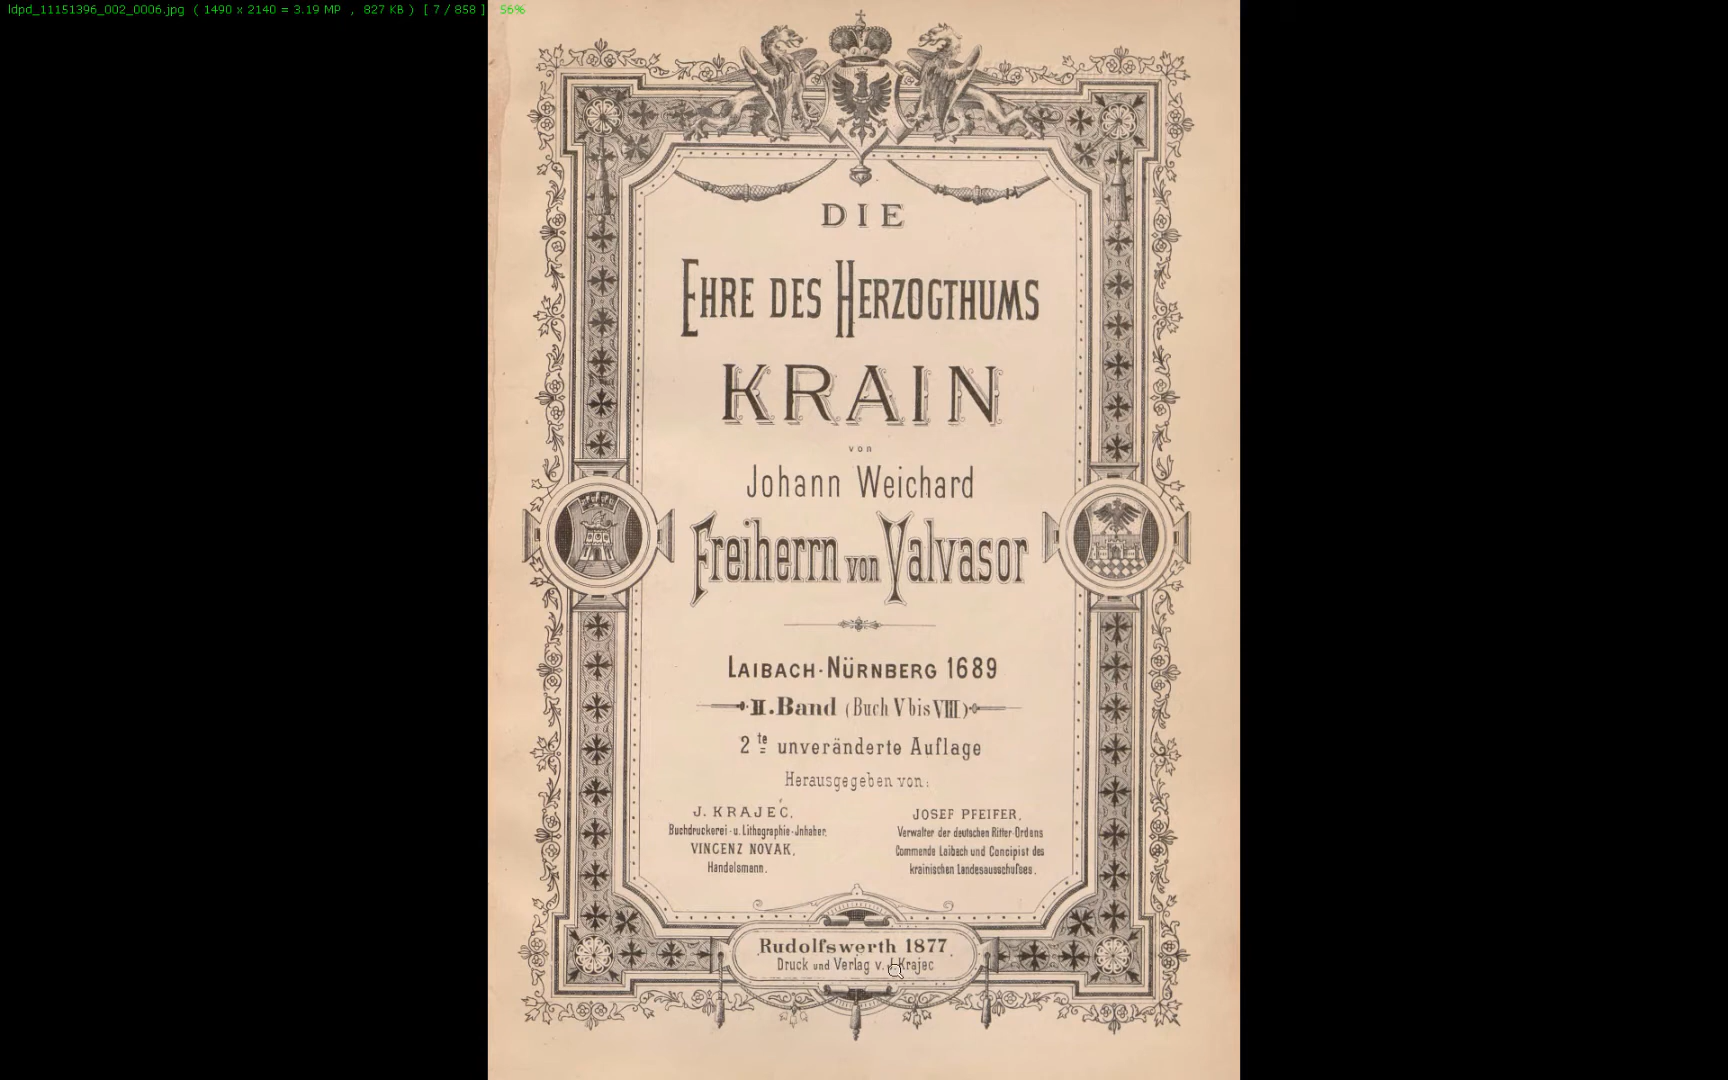 ldpd_11151396_002_0006.jpg ( 1490 x 2140 = 3.19 MP , 827 KB ) [ 7 / 858 ] 56%
DIE
EHRE DES HERZOGTHUMS
KRAIN
von
Johann Weichard
Freiherrn von Valvasor
LAIBACH-NÜRNBERG 1689
II. Band (Buch V bis VIII)
2te unveränderte Auflage
Herausgegeben von:
J. KRAJEĆ,
Buchdruckerei-u. Lithographie-Jnhaber.
VINCENZ NOVAK,
Handelsmann.
JOSEF PFEIFER,
Verwalter der deutschen Ritter-Ordens
Commende Laibach und Concipist des
krainischen Landesausschußes.
Rudolfswerth 1877
Druck und Verlag v. J. Krajec